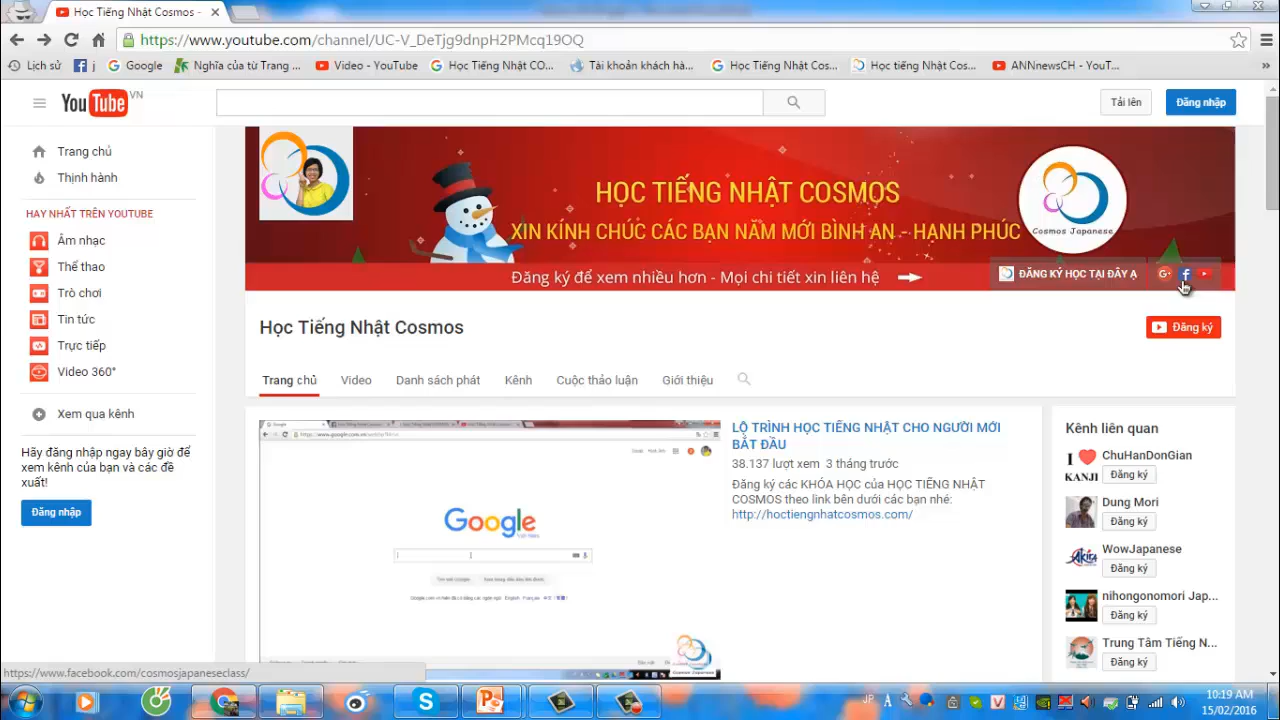 Học Tiếng Nhật Cosmos -
https://www.youtube.com/channel/UC-V_DeTjg9dnpH2PMcq19OQ
Lịch sử
j
Google
Nghĩa của từ Trang ...
Video - YouTube
Học Tiếng Nhật CO...
Tài khoản khách hà...
Học Tiếng Nhật Cos...
Học tiếng Nhật Cos...
ANNnewsCH - YouT...
YouTube VN
Tải lên
Đăng nhập
Trang chủ
Thịnh hành
HAY NHẤT TRÊN YOUTUBE
Âm nhạc
Thể thao
Trò chơi
Tin tức
Trực tiếp
Video 360°
Xem qua kênh
Hãy đăng nhập ngay bây giờ để
xem kênh của bạn và các đề
xuất!
Đăng nhập
HỌC TIẾNG NHẬT COSMOS
XIN KÍNH CHÚC CÁC BẠN NĂM MỚI BÌNH AN - HẠNH PHÚC
Cosmos Japanese
Đăng ký để xem nhiều hơn - Mọi chi tiết xin liên hệ
ĐĂNG KÝ HỌC TẠI ĐÂY Ạ
G+
f
Học Tiếng Nhật Cosmos
Đăng ký
Trang chủ
Video
Danh sách phát
Kênh
Cuộc thảo luận
Giới thiệu
Google
LỘ TRÌNH HỌC TIẾNG NHẬT CHO NGƯỜI MỚI
BẮT ĐẦU
38.137 lượt xem 3 tháng trước
Đăng ký các KHÓA HỌC của HỌC TIẾNG NHẬT
COSMOS theo link bên dưới các bạn nhé:
http://hoctiengnhatcosmos.com/
Kênh liên quan
I
KANJI
ChuHanDonGian
Đăng ký
Dung Mori
Đăng ký
Akira
WowJapanese
Đăng ký
nihongonomori Jap...
Đăng ký
Trung Tâm Tiếng N...
Đăng ký
https://www.facebook.com/cosmosjapaneseclass/
JP
10:19 AM
15/02/2016